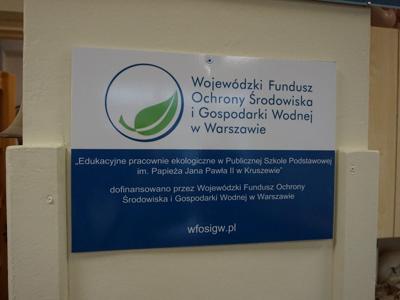 Wojewódzki Fundusz
Ochrony Środowiska
i Gospodarki Wodnej
w Warszawie
„Edukacyjne pracownie ekologiczne w Publicznej Szkole Podstawowej
im. Papieża Jana Pawła II w Kruszewie”
dofinansowano przez Wojewódzki Fundusz Ochrony
Środowiska i Gospodarki Wodnej w Warszawie
wfosigw.pl